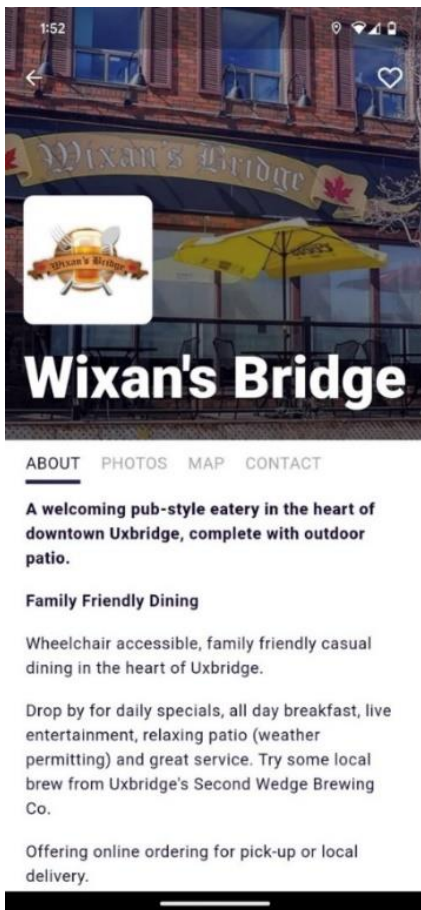 1:52
Wixan's Bridge
Wixan's Bridge
Wixan's Bridge
ABOUT PHOTOS MAP CONTACT
A welcoming pub-style eatery in the heart of
downtown Uxbridge, complete with outdoor
patio.
Family Friendly Dining
Wheelchair accessible, family friendly casual
dining in the heart of Uxbridge.
Drop by for daily specials, all day breakfast, live
entertainment, relaxing patio (weather
permitting) and great service. Try some local
brew from Uxbridge's Second Wedge Brewing
Co.
Offering online ordering for pick-up or local
delivery.